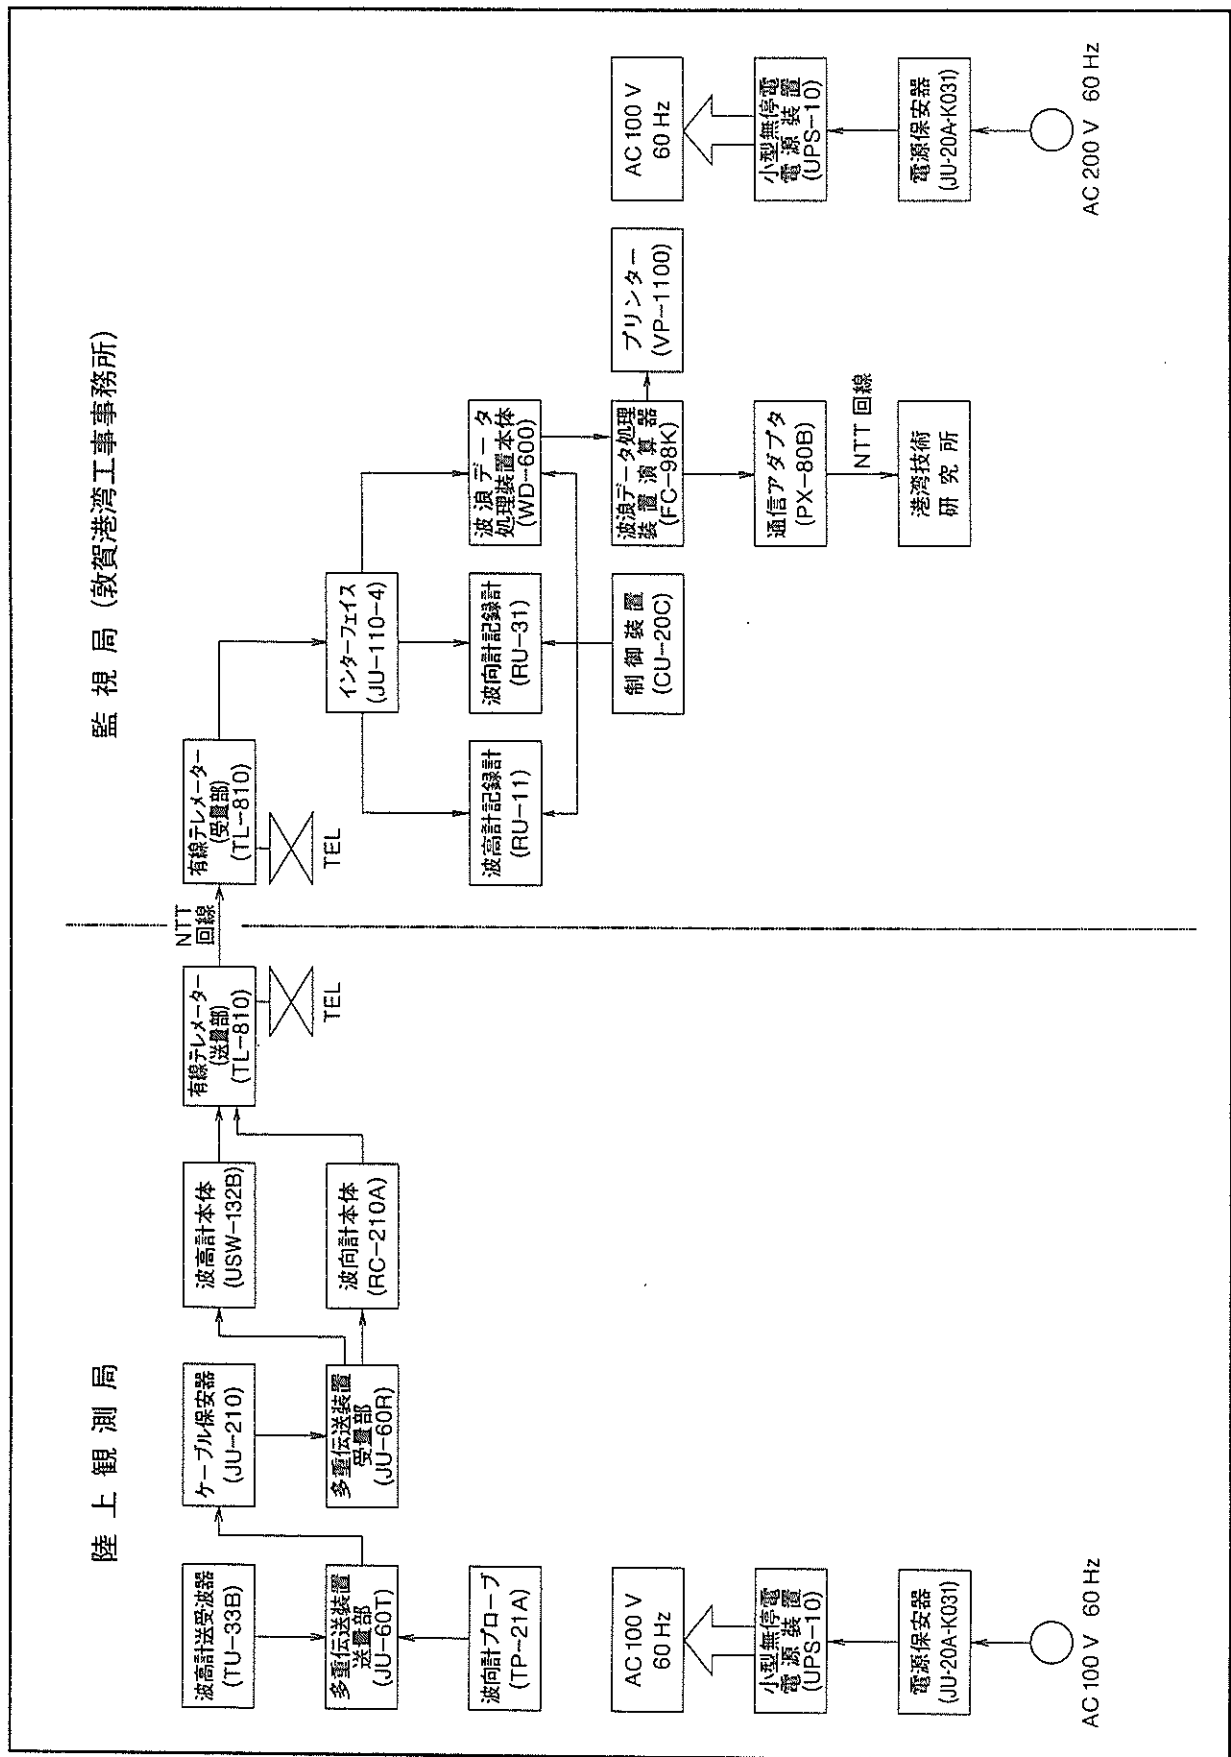 陸上観測局
波高計送受波器
(TU-33B)
多重伝送装置
送量部
(JU-60T)
波向計プローブ
(TP-21A)
ケーブル保安器
(JU-210)
多重伝送装置
受量部
(JU-60R)
波高計本体
(USW-132B)
波向計本体
(RC-210A)
有線テレメーター
(送量部)
(TL-810)
TEL
AC 100 V
60 Hz
小型無停電
電源装置
(UPS-10)
電源保安器
(JU-20A-K031)
AC 100 V 60 Hz
NTT
回線
監視局 (敦賀港湾工事事務所)
有線テレメーター
(受量部)
(TL-810)
TEL
インターフェイス
(JU-110-4)
波高計記録計
(RU-11)
波向計記録計
(RU-31)
波浪データ
処理装置本体
(WD-600)
制御装置
(CU-20C)
波浪データ処理
装置演算器
(FC-98K)
プリンター
(VP-1100)
通信アダプタ
(PX-80B)
NTT 回線
港湾技術
研究所
AC 100 V
60 Hz
小型無停電
電源装置
(UPS-10)
電源保安器
(JU-20A-K031)
AC 200 V 60 Hz